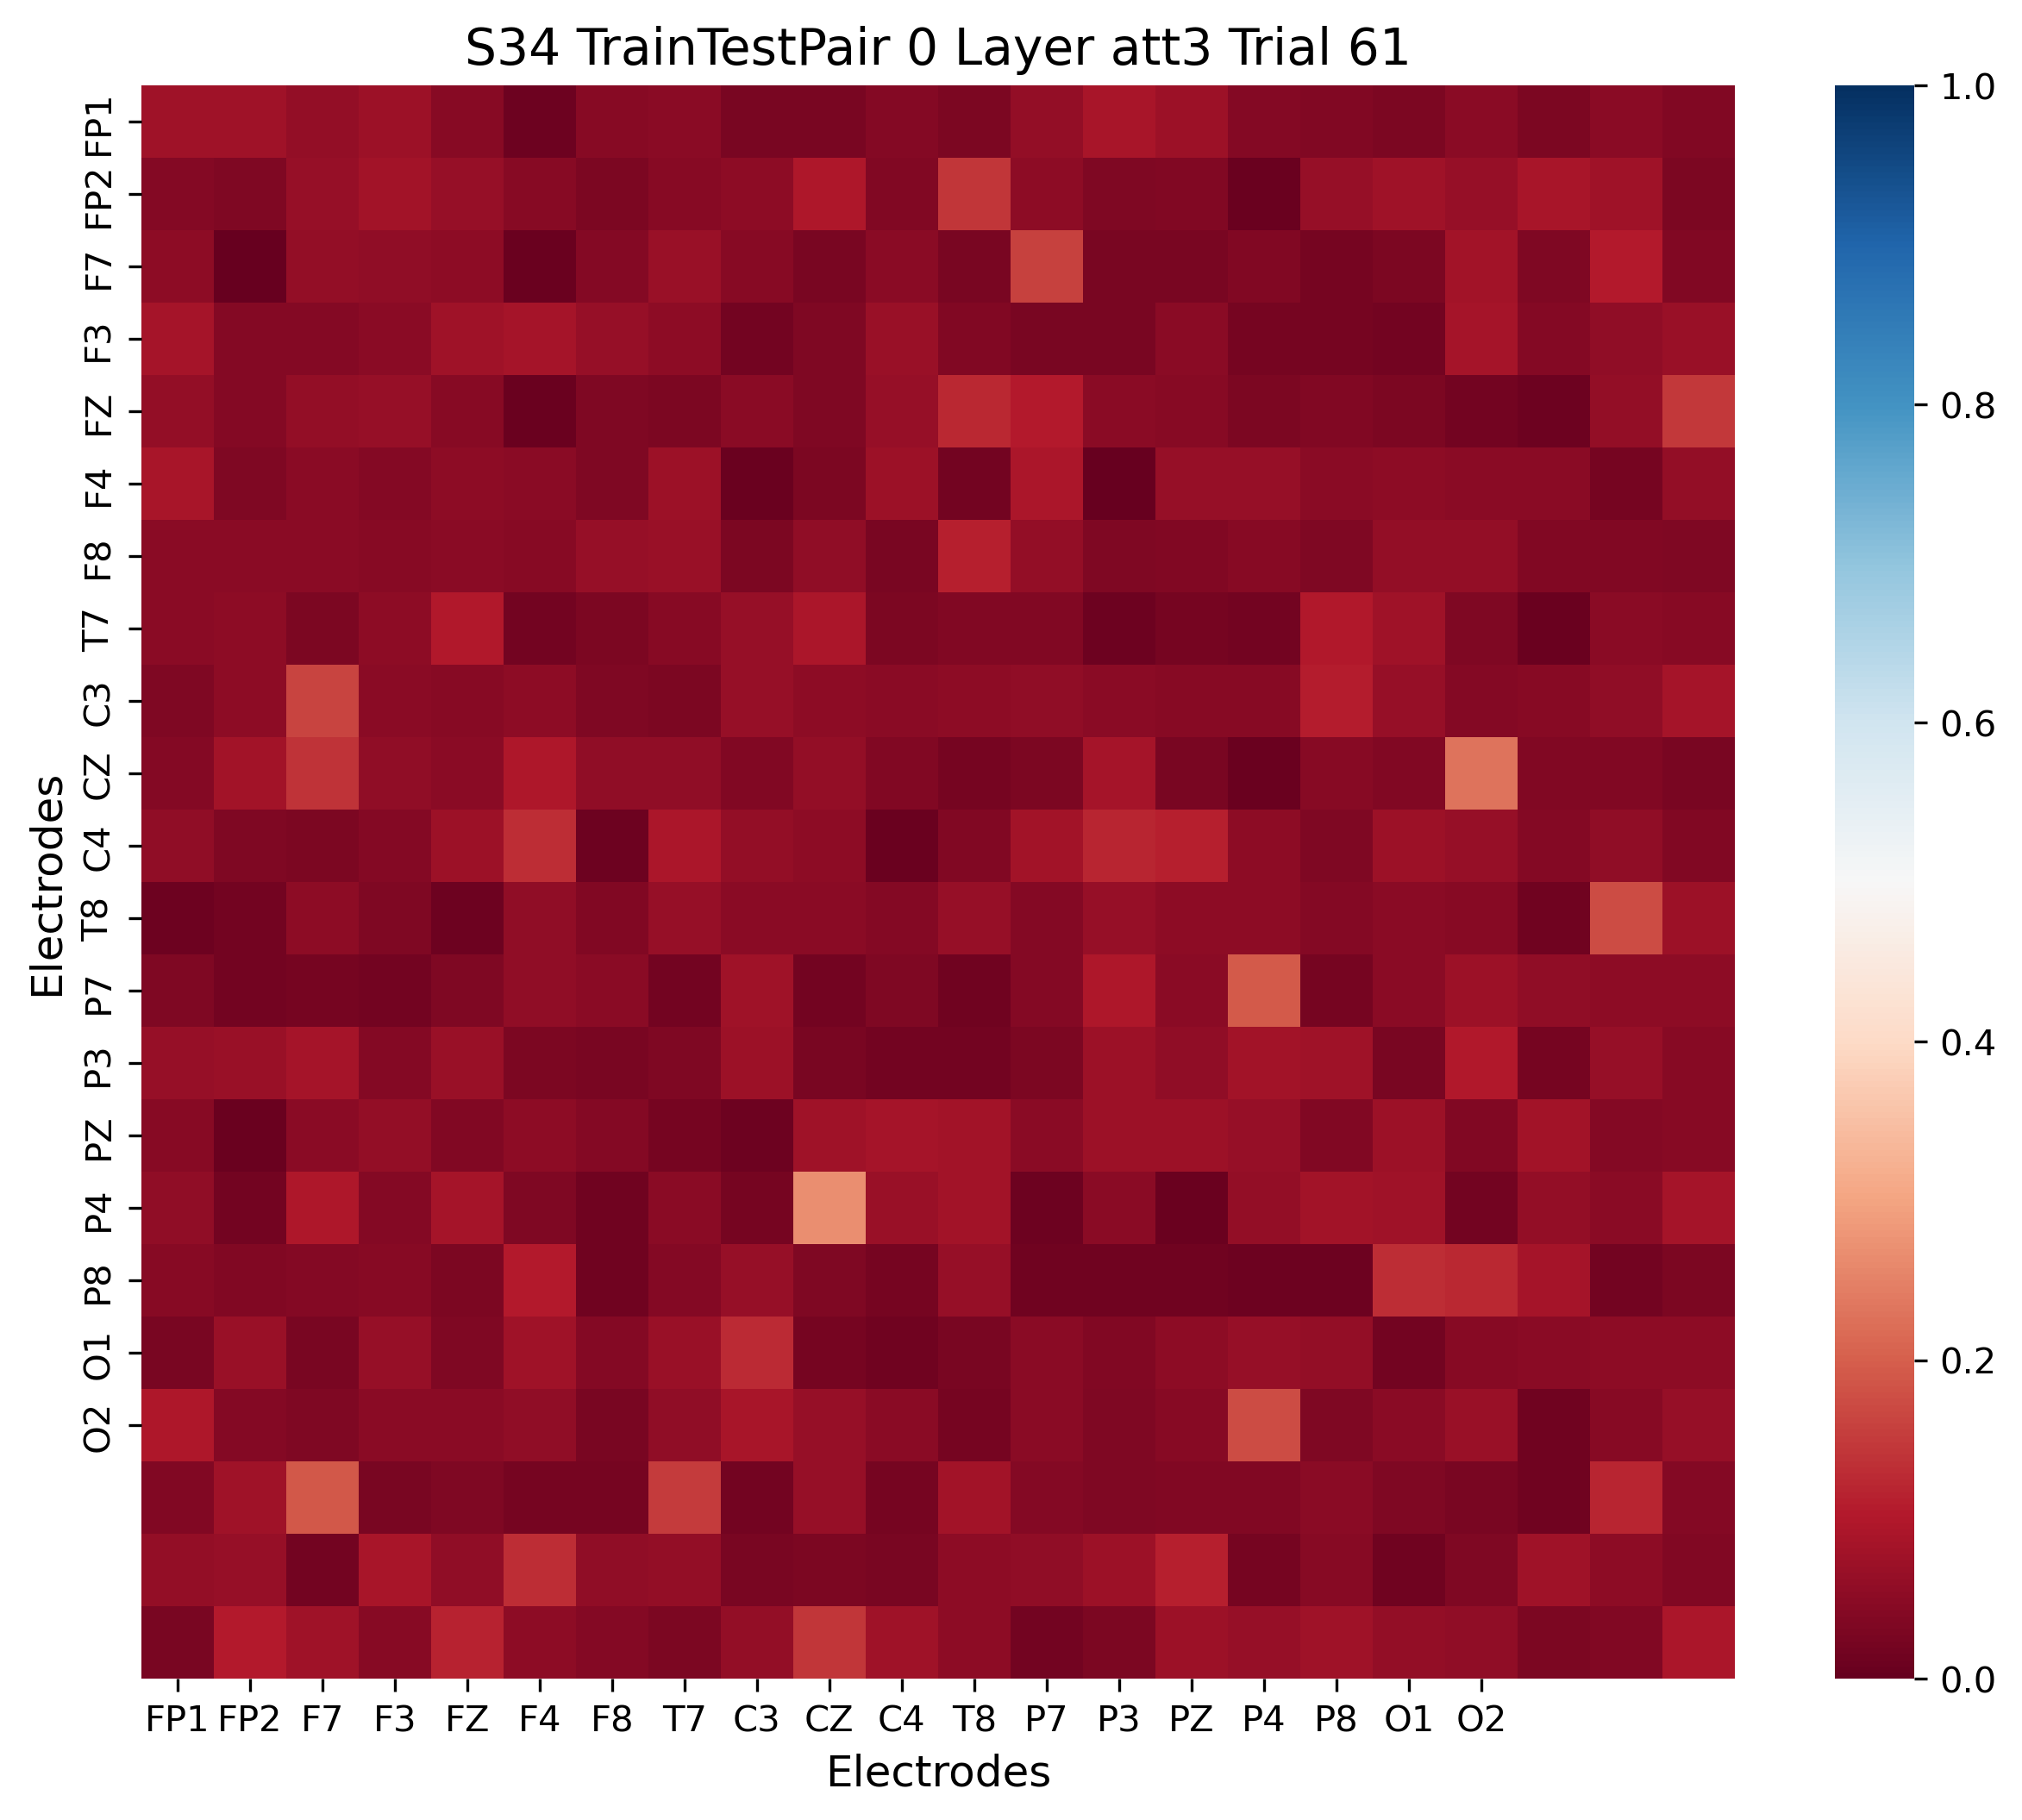 S34 TrainTestPair 0 Layer att3 Trial 61
Electrodes
FP1
FP2
F7
F3
FZ
F4
F8
T7
C3
CZ
C4
T8
P7
P3
PZ
P4
P8
O1
O2
1.0
0.8
0.6
0.4
0.2
0.0
FP1 FP2 F7 F3 FZ F4 F8 T7 C3 CZ C4 T8 P7 P3 PZ P4 P8 O1 O2
Electrodes